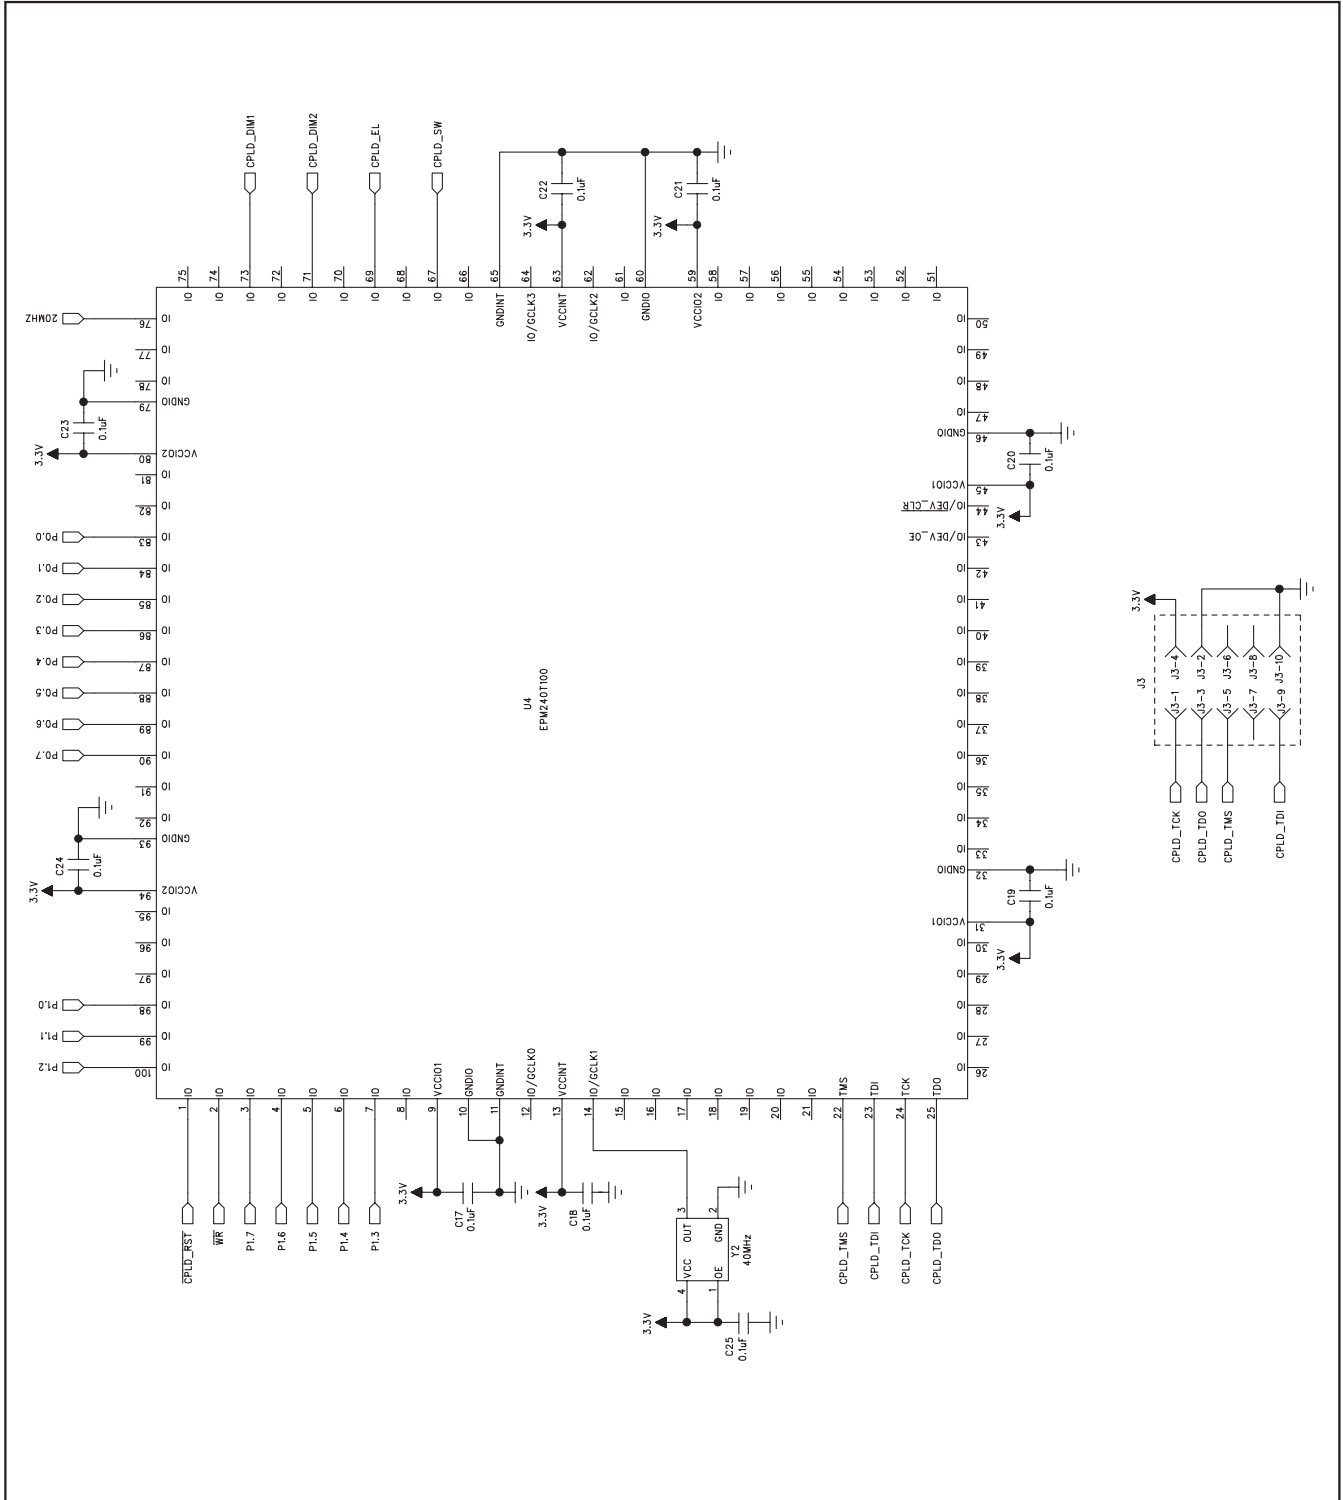 CPLD_DIM1
CPLD_DIM2
CPLD_EL
CPLD_SW
C22
0.1uF
3.3V
C21
0.1uF
3.3V
75 IO
74 IO
73 IO
72 IO
71 IO
70 IO
69 IO
68 IO
67 IO
66 IO
65 GNDINT
64 IO/GCLK3
63 VCCINT
62 IO/GCLK2
61 IO
60 GNDIO
59 VCCIO2
58 IO
57 IO
56 IO
55 IO
54 IO
53 IO
52 IO
51 IO
20MHZ
76 IO
77 IO
78 IO
79 GNDIO
C23
0.1uF
3.3V
80 VCCIO2
81 IO
82 IO
P0.0 83 IO
P0.1 84 IO
P0.2 85 IO
P0.3 86 IO
P0.4 87 IO
P0.5 88 IO
P0.6 89 IO
P0.7 90 IO
91 IO
92 IO
93 GNDIO
C24
0.1uF
3.3V
94 VCCIO2
95 IO
96 IO
97 IO
P1.0 98 IO
P1.1 99 IO
P1.2 100 IO
U4
EPM240T100
50 IO
49 IO
48 IO
47 IO
46 GNDIO
C20
0.1uF
45 VCCIO1
3.3V
44 IO/DEV_CLR
43 IO/DEV_OE
42 IO
41 IO
40 IO
39 IO
38 IO
37 IO
36 IO
35 IO
34 IO
33 IO
32 GNDIO
C19
0.1uF
31 VCCIO1
3.3V
30 IO
29 IO
28 IO
27 IO
26 IO
3.3V
J3
J3-1 J3-4
J3-3 J3-2
J3-5 J3-6
J3-7 J3-8
J3-9 J3-10
CPLD_TCK
CPLD_TDO
CPLD_TMS
CPLD_TDI
1 IO
2 IO
3 IO
4 IO
5 IO
6 IO
7 IO
8 IO
9 VCCIO1
10 GNDIO
11 GNDINT
12 IO/GCLK0
13 VCCINT
14 IO/GCLK1
15 IO
16 IO
17 IO
18 IO
19 IO
20 IO
21 IO
22 TMS
23 TDI
24 TCK
25 TDO
CPLD_RST
WR
P1.7
P1.6
P1.5
P1.4
P1.3
3.3V
C17
0.1uF
3.3V
C18
0.1uF
3 OUT
2 GND
4 VCC
1 OE
Y2
40MHz
3.3V
C25
0.1uF
CPLD_TMS
CPLD_TDI
CPLD_TCK
CPLD_TDO